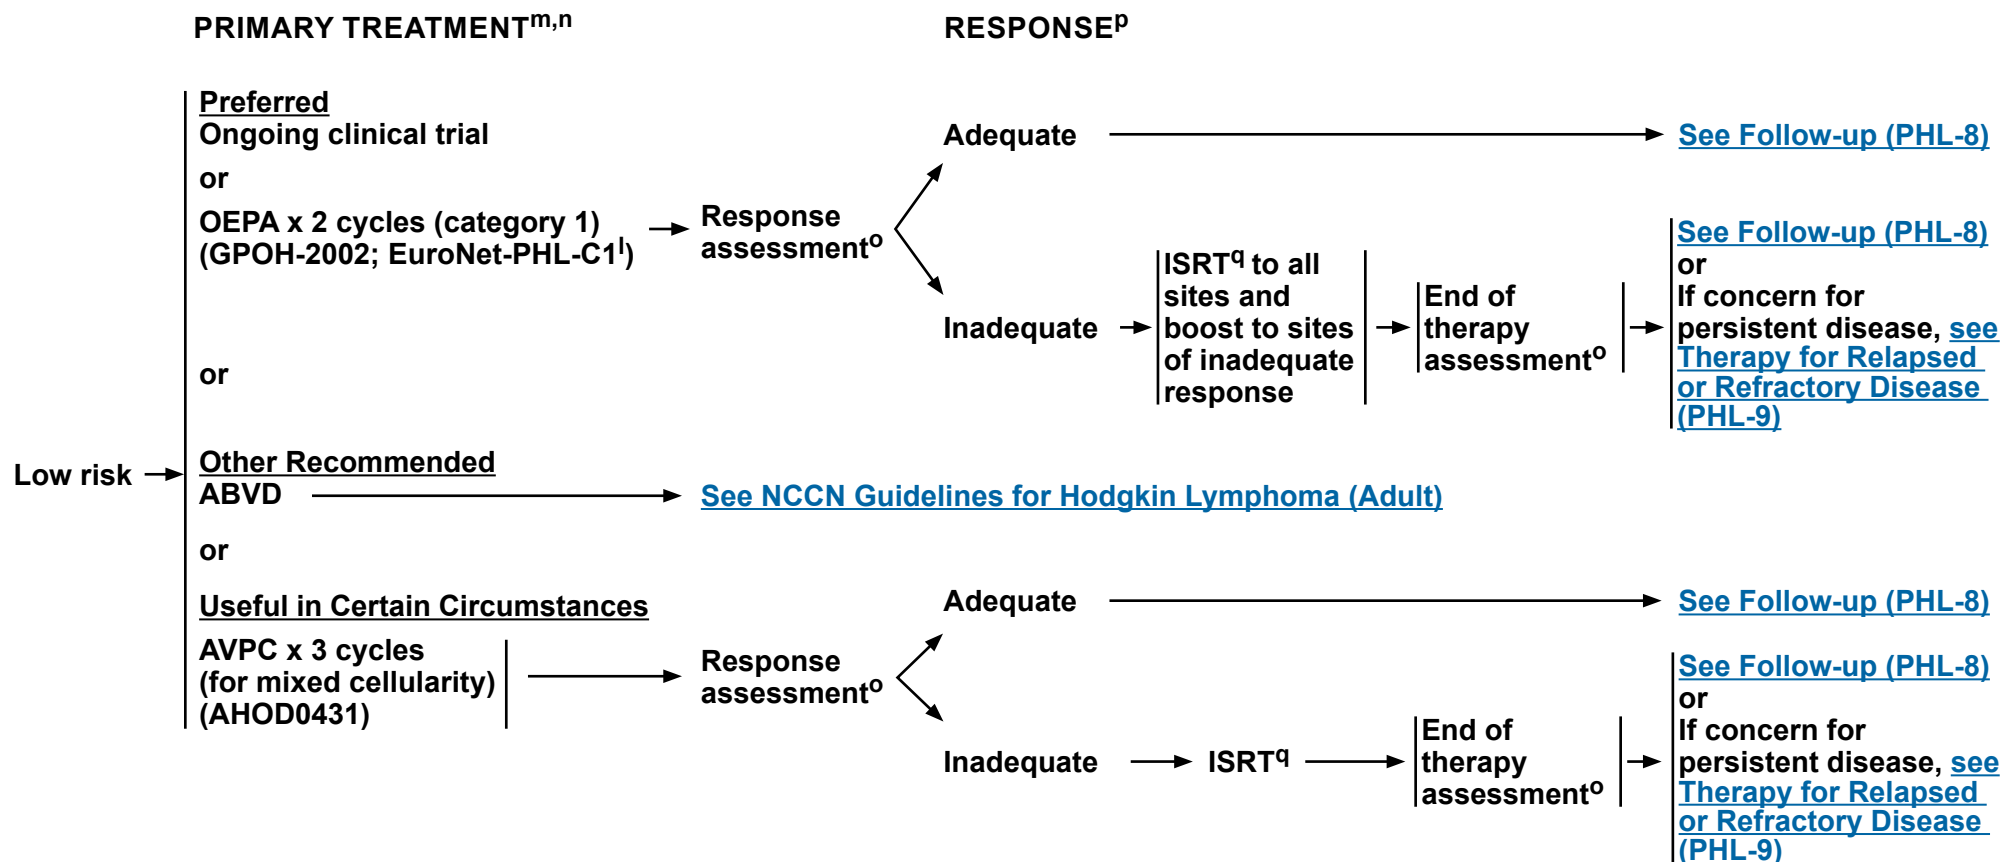 PRIMARY TREATMENTm,n
RESPONSEp
Low risk
Preferred
Ongoing clinical trial
or
OEPA x 2 cycles (category 1)
(GPOH-2002; EuroNet-PHL-C1l)
Response
assessmento
Adequate
See Follow-up (PHL-8)
Inadequate
ISRTq to all
sites and
boost to sites
of inadequate
response
End of
therapy
assessmento
See Follow-up (PHL-8)
or
If concern for
persistent disease, see
Therapy for Relapsed
or Refractory Disease
(PHL-9)
or
Other Recommended
ABVD
See NCCN Guidelines for Hodgkin Lymphoma (Adult)
or
Useful in Certain Circumstances
AVPC x 3 cycles
(for mixed cellularity)
(AHOD0431)
Response
assessmento
Adequate
See Follow-up (PHL-8)
Inadequate
ISRTq
End of
therapy
assessmento
See Follow-up (PHL-8)
or
If concern for
persistent disease, see
Therapy for Relapsed
or Refractory Disease
(PHL-9)